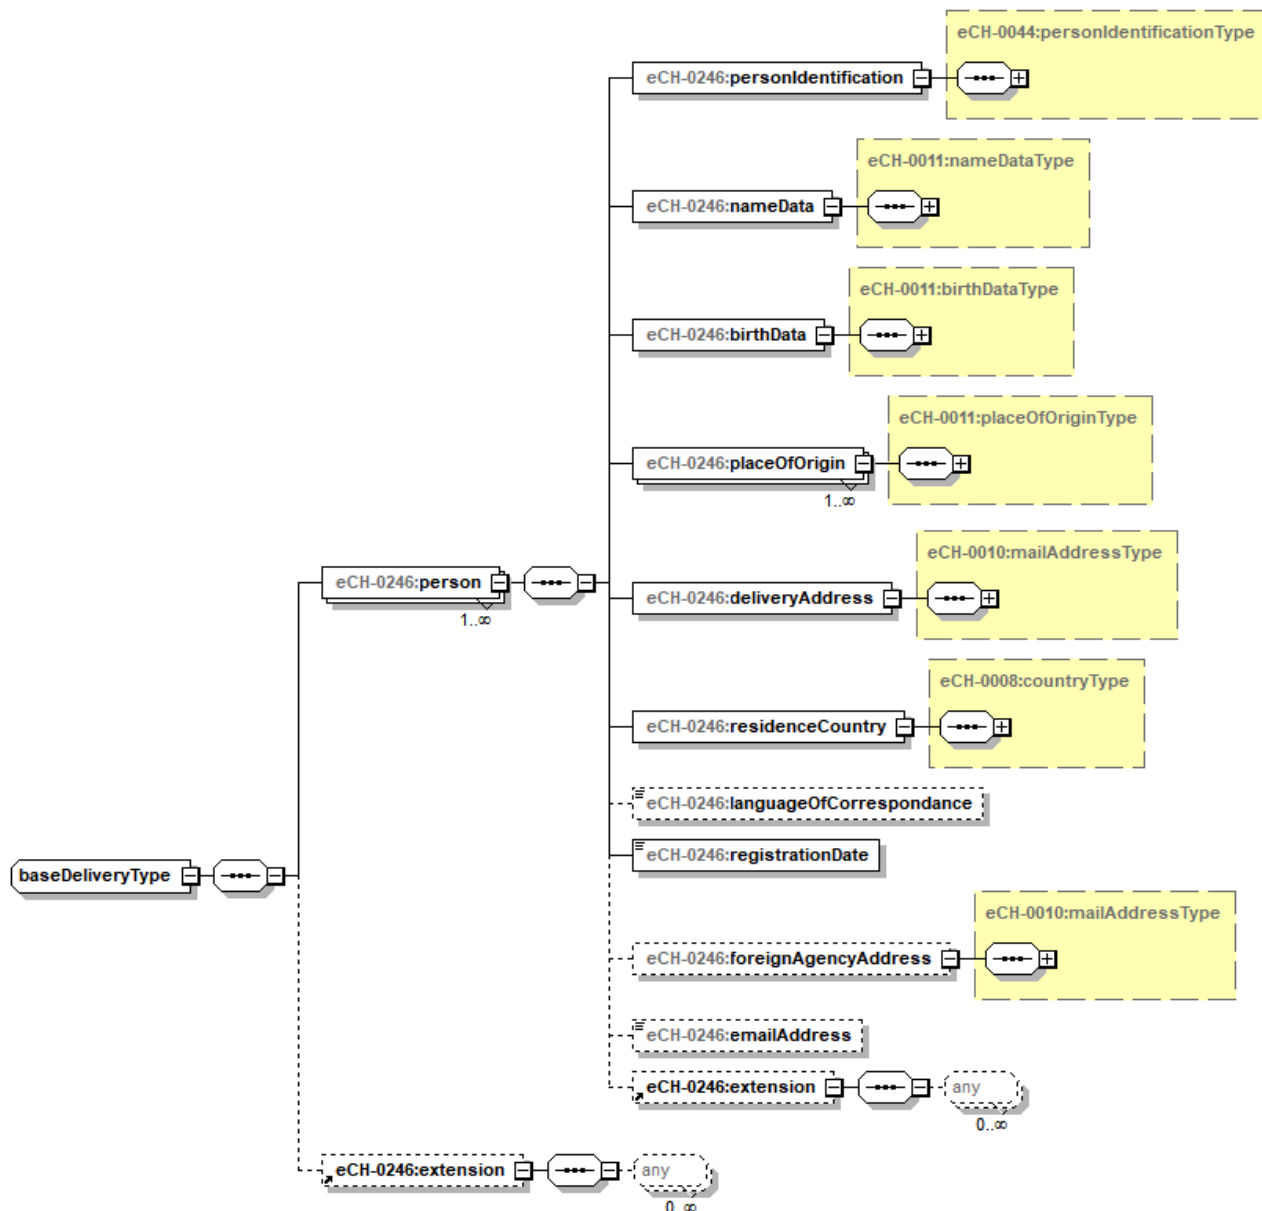 eCH-0044:personIdentificationType
eCH-0246:personIdentification
eCH-0011:nameDataType
eCH-0246:nameData
eCH-0011:birthDataType
eCH-0246:birthData
eCH-0011:placeOfOriginType
eCH-0246:placeOfOrigin
1..∞
eCH-0010:mailAddressType
eCH-0246:person
1..∞
eCH-0246:deliveryAddress
eCH-0008:countryType
eCH-0246:residenceCountry
eCH-0246:languageOfCorrespondance
eCH-0246:registrationDate
baseDeliveryType
eCH-0010:mailAddressType
eCH-0246:foreignAgencyAddress
eCH-0246:emailAddress
eCH-0246:extension
any
0..∞
eCH-0246:extension
any
0..∞